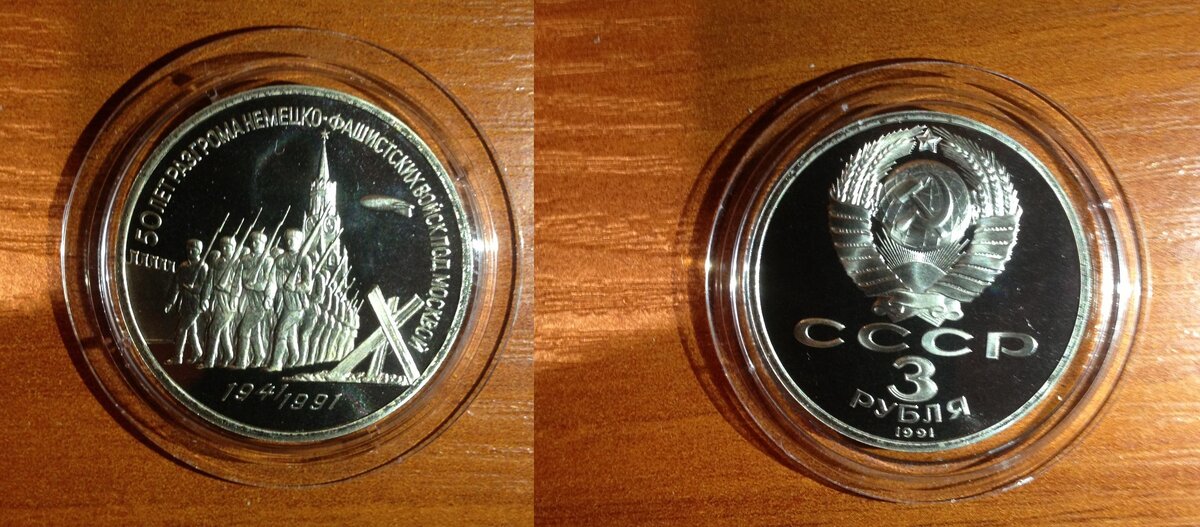 50 ЛЕТ РАЗГРОМА НЕМЕЦКО-ФАШИСТСКИХ ВОЙСК ПОД МОСКВОЙ
1941/1991
СССР
3
РУБЛЯ
1991